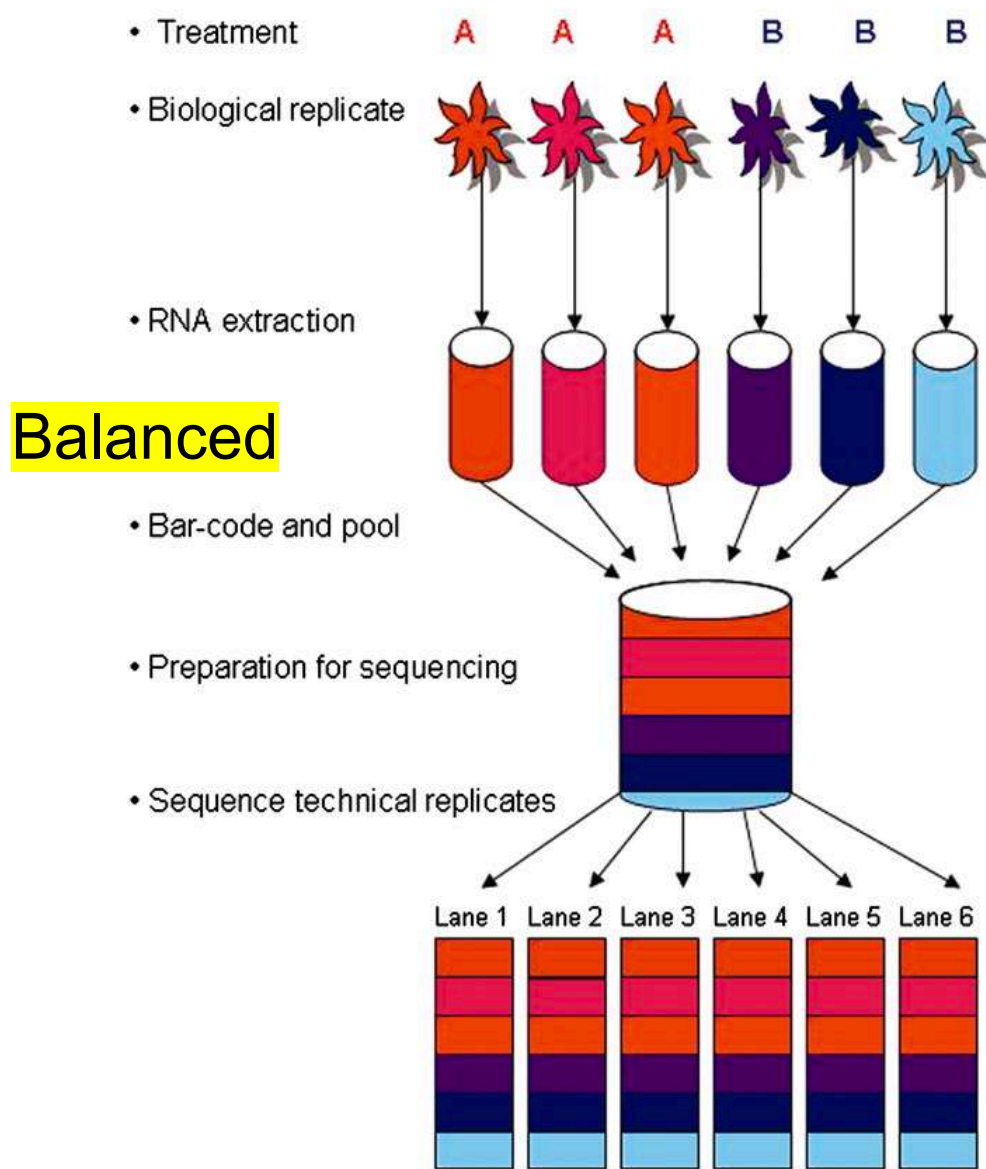 • Treatment A A A B B B
• Biological replicate
• RNA extraction
Balanced
• Bar-code and pool
• Preparation for sequencing
• Sequence technical replicates
Lane 1 Lane 2 Lane 3 Lane 4 Lane 5 Lane 6